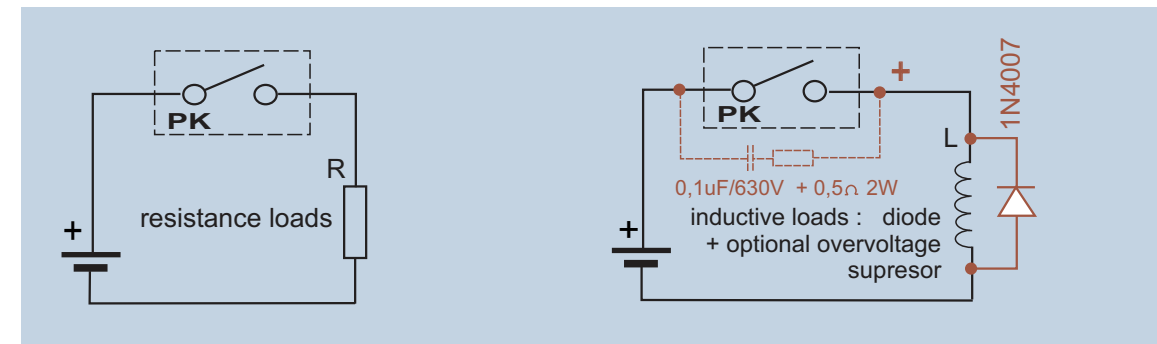 PK
R
resistance loads
+
+
PK
1N4007
L
0,1uF/630V + 0,5Ω 2W
+
inductive loads : diode
+ optional overvoltage
supresor